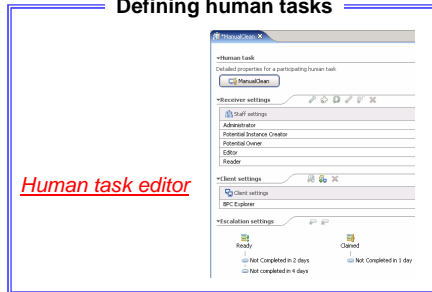 Defining human tasks
*ManualClean
Human task
Detailed properties for a participating human task
ManualClean
Receiver settings
Staff settings
Administrator
Potential Instance Creator
Potential Owner
Editor
Reader
Human task editor
Client settings
Client settings
BPC Explorer
Escalation settings
Ready Claimed
Not Completed in 2 days Not Completed in 1 day
Not completed in 4 days